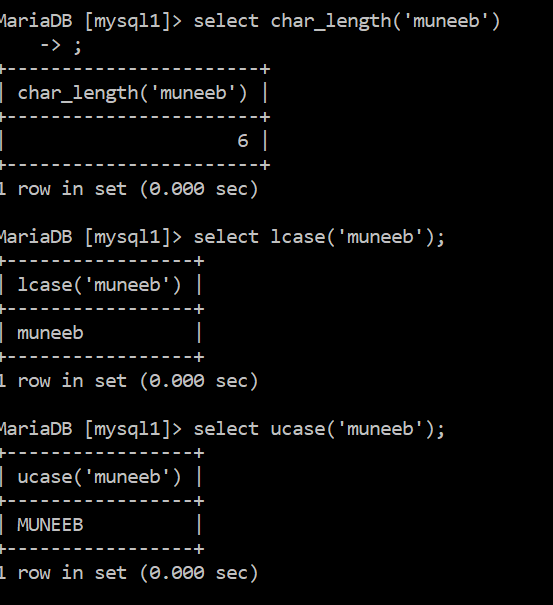 MariaDB [mysql1]> select char_length('muneeb')
    -> ;
+-----------------------+
| char_length('muneeb') |
+-----------------------+
|                     6 |
+-----------------------+
1 row in set (0.000 sec)

MariaDB [mysql1]> select lcase('muneeb');
+-----------------+
| lcase('muneeb') |
+-----------------+
| muneeb          |
+-----------------+
1 row in set (0.000 sec)

MariaDB [mysql1]> select ucase('muneeb');
+-----------------+
| ucase('muneeb') |
+-----------------+
| MUNEEB          |
+-----------------+
1 row in set (0.000 sec)